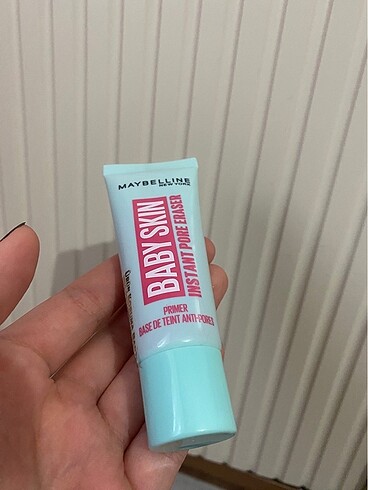 MAYBELLINE
NEW YORK
BABY SKIN
INSTANT PORE ERASER
PRIMER
BASE DE TEINT ANTI-PORES